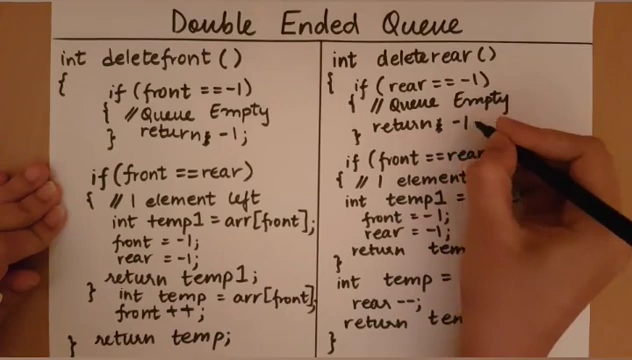 Double Ended Queue
int deletefront ()
{
if (front ==-1)
{ // Queue Empty
return; -1;
}
if (front ==rear)
{ // 1 element left
int temp1 = arr[front];
front = -1;
rear = -1;
return temp1;
}
int temp = arr[front];
front ++;
return temp;
}
int deleterear ()
{
if (rear == -1)
{ // Queue Empty
return; -1
}
if (front ==rear
{ // 1 element
int temp1 =
front = -1;
rear = -1;
return
}
int temp =
rear --;
return
}